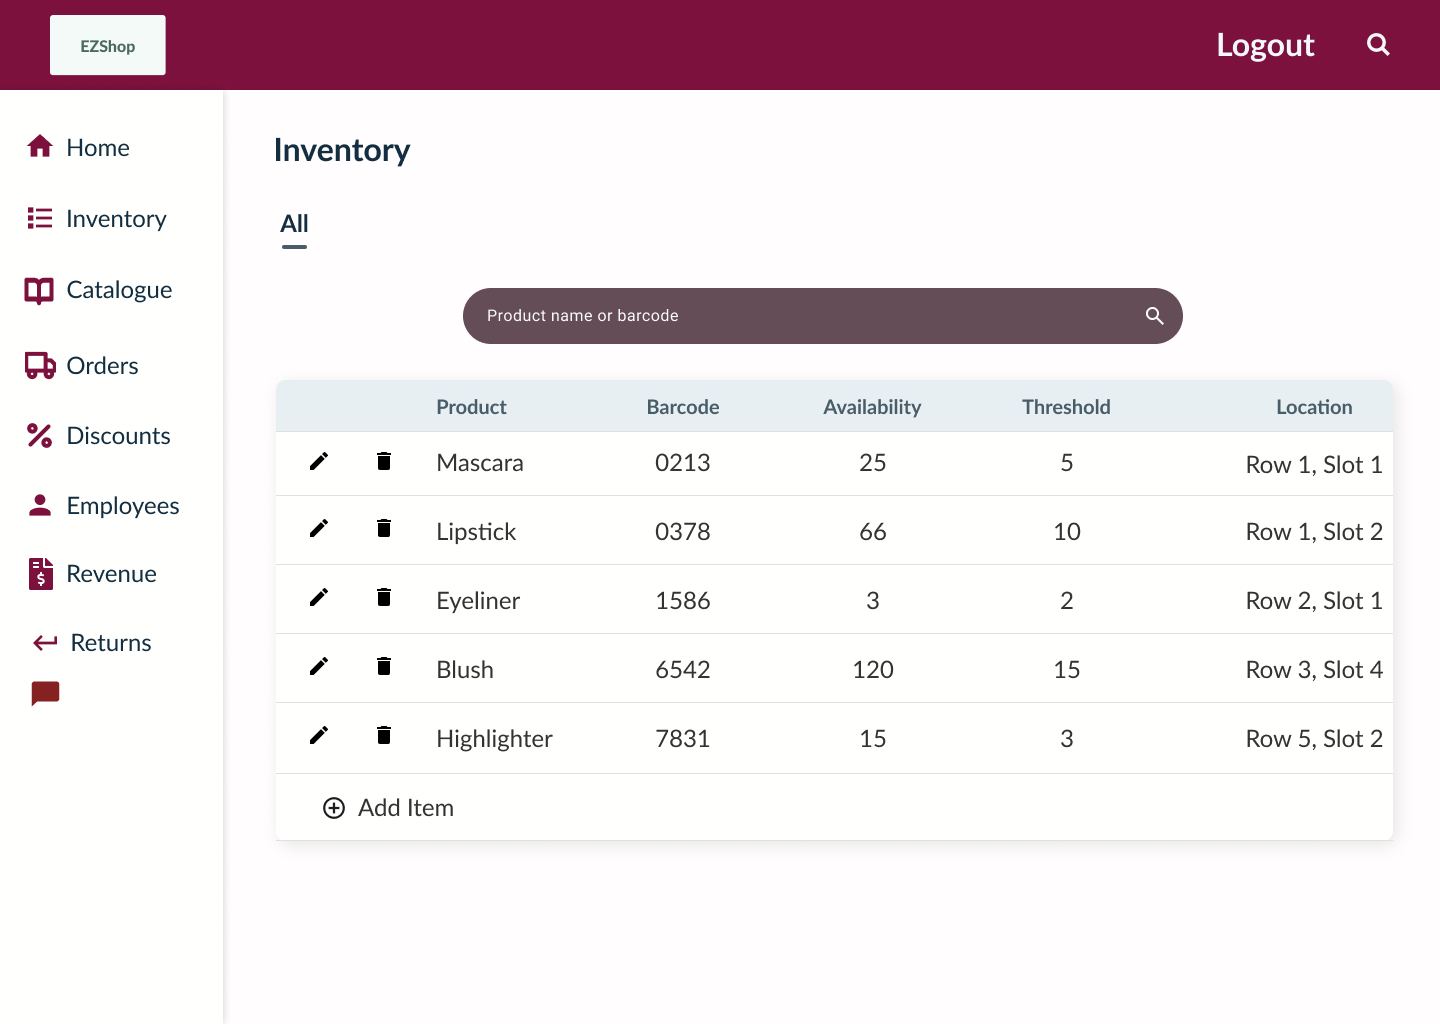 EZShop
Logout
Home
Inventory
Catalogue
Orders
Discounts
Employees
Revenue
$
Returns
Inventory
All
Product name or barcode
Product Barcode Availability Threshold Location
Mascara 0213 25 5 Row 1, Slot 1
Lipstick 0378 66 10 Row 1, Slot 2
Eyeliner 1586 3 2 Row 2, Slot 1
Blush 6542 120 15 Row 3, Slot 4
Highlighter 7831 15 3 Row 5, Slot 2
Add Item